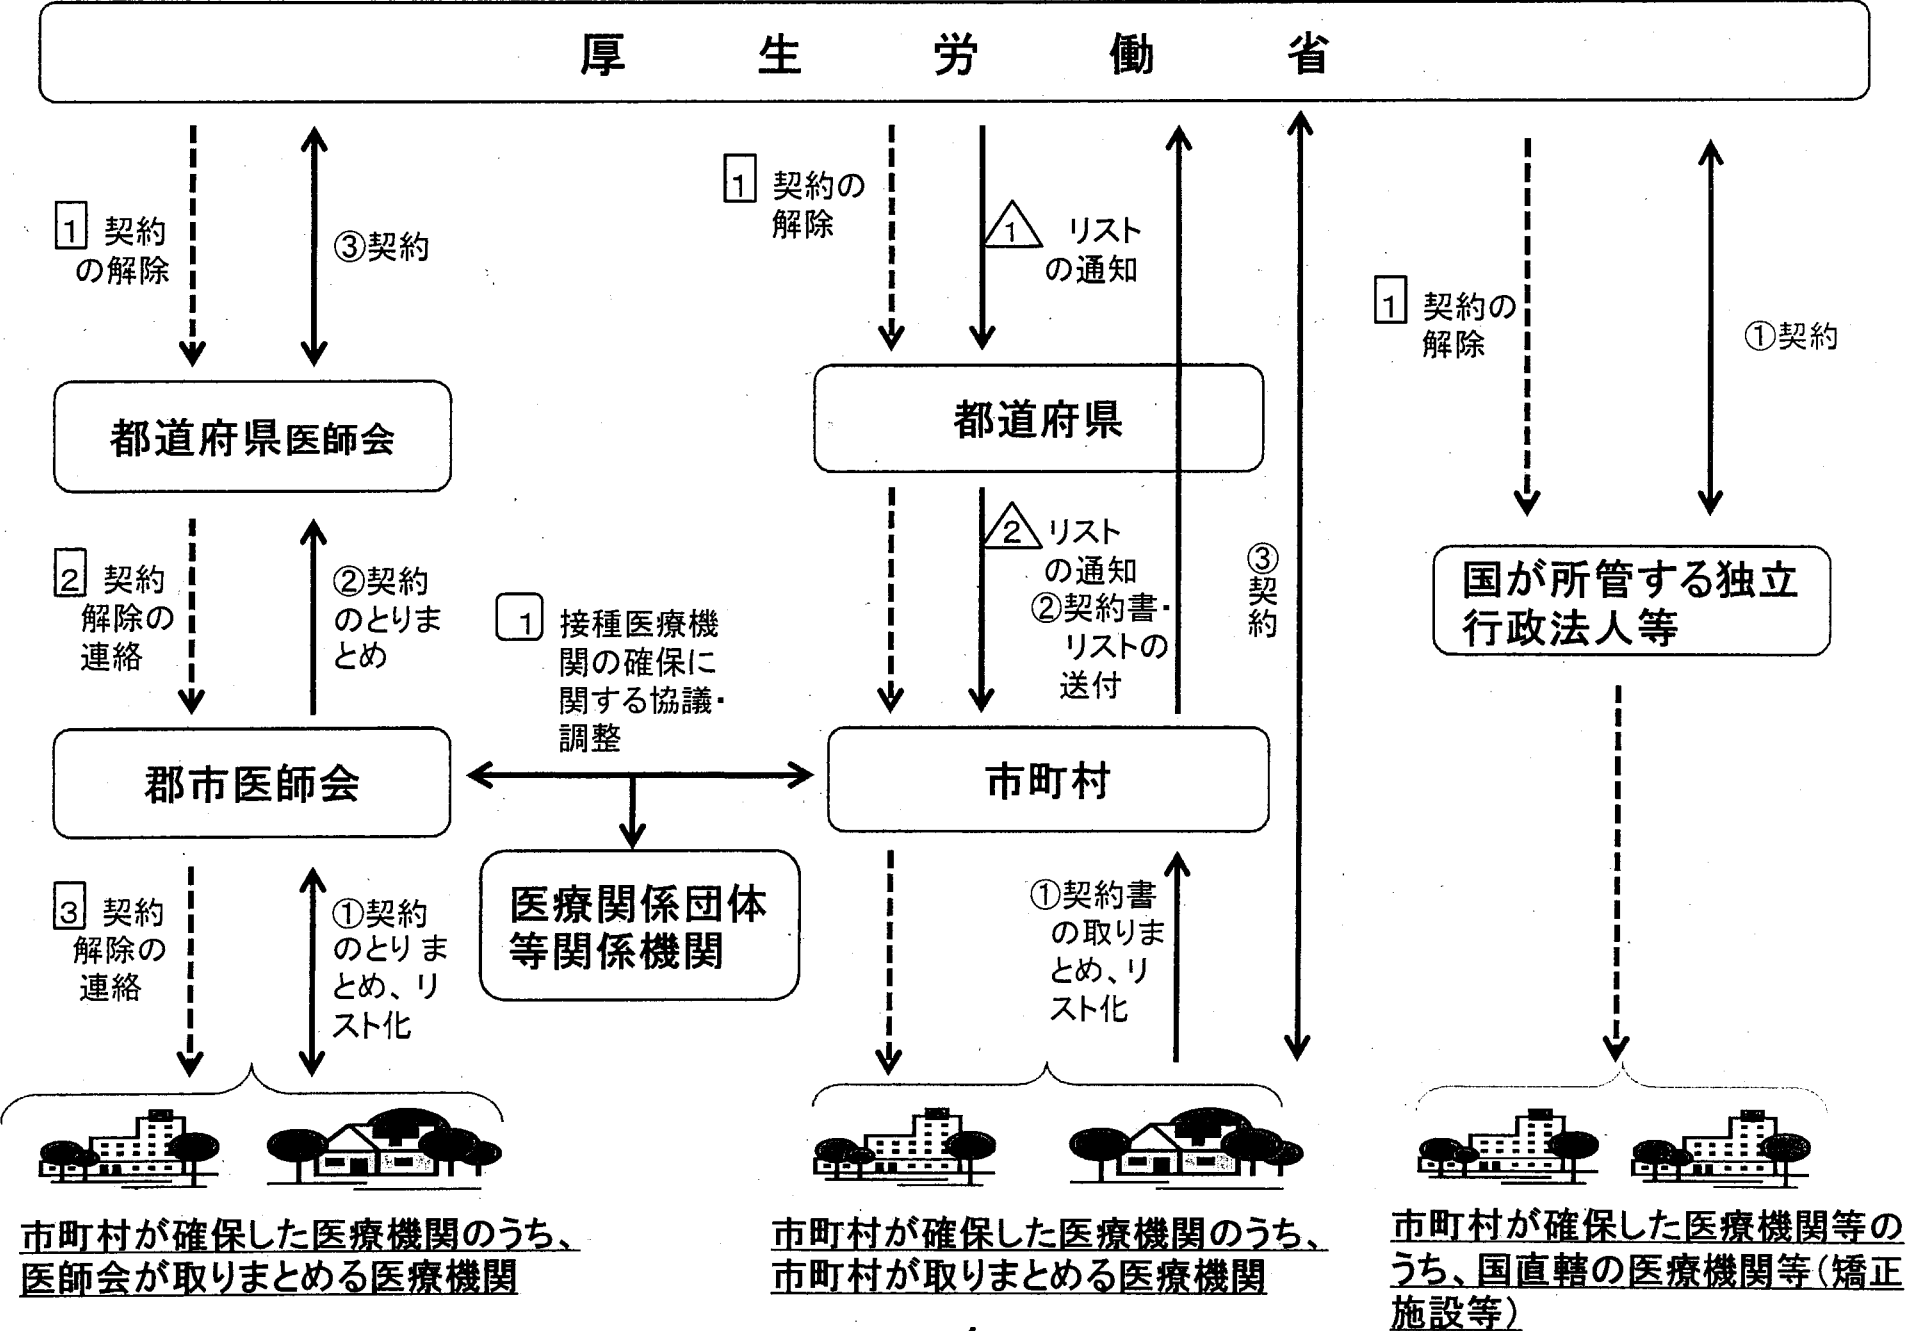 厚生労働省
1 契約
の解除
③契約
1 契約の
解除
1 リスト
の通知
1 契約の
解除
①契約
都道府県医師会
都道府県
2 契約
解除の
連絡
②契約
のとりま
とめ
1 接種医療機
関の確保に
関する協議・
調整
2 リスト
の通知
②契約書・
リストの
送付
③契約
国が所管する独立
行政法人等
郡市医師会
市町村
3 契約
解除の
連絡
①契約
のとりま
とめ、リ
スト化
医療関係団体
等関係機関
①契約書
の取りま
とめ、リ
スト化
市町村が確保した医療機関のうち、
医師会が取りまとめる医療機関
市町村が確保した医療機関のうち、
市町村が取りまとめる医療機関
市町村が確保した医療機関等の
うち、国直轄の医療機関等(矯正
施設等)